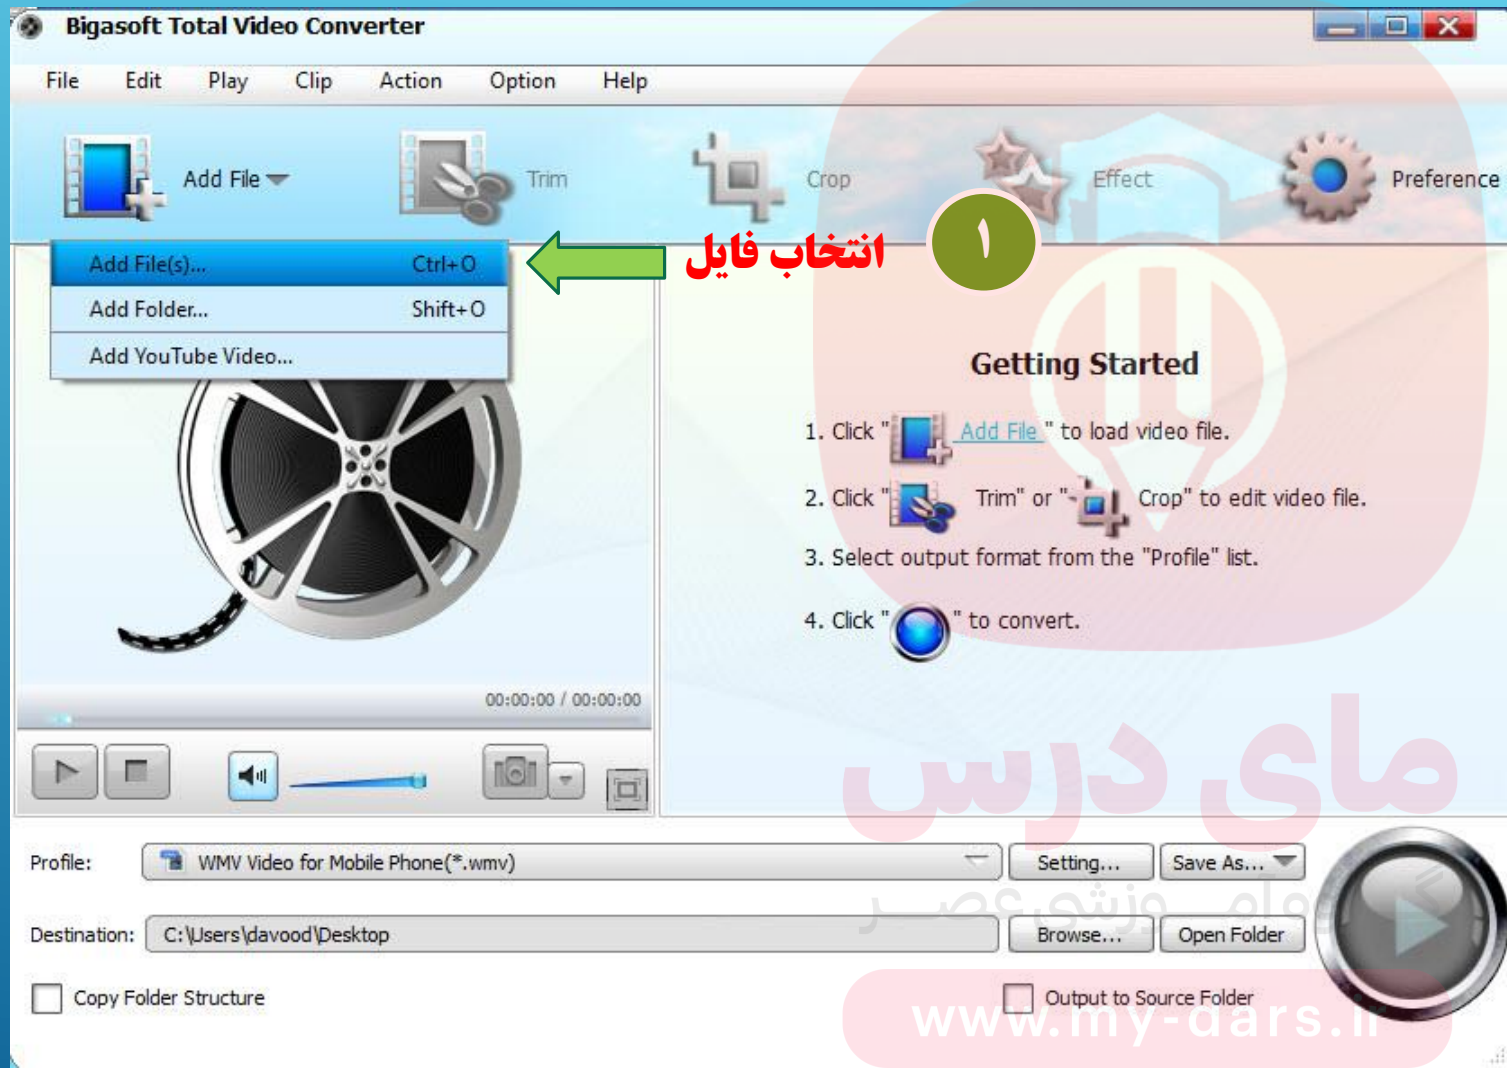 Bigasoft Total Video Converter
File Edit Play Clip Action Option Help
Add File Trim Crop Effect Preference
Add File(s)... Ctrl+O
انتخاب فایل ۱
Add Folder... Shift+O
Add YouTube Video...
Getting Started
1. Click " Add File " to load video file.
2. Click " Trim" or " Crop" to edit video file.
3. Select output format from the "Profile" list.
4. Click " " to convert.
00:00:00 / 00:00:00
مای درس
Profile: WMV Video for Mobile Phone(*.wmv) Setting... Save As...
گروه آموزشی عصر
Destination: C:\Users\davood\Desktop Browse... Open Folder
Copy Folder Structure Output to Source Folder
www.my-dars.ir